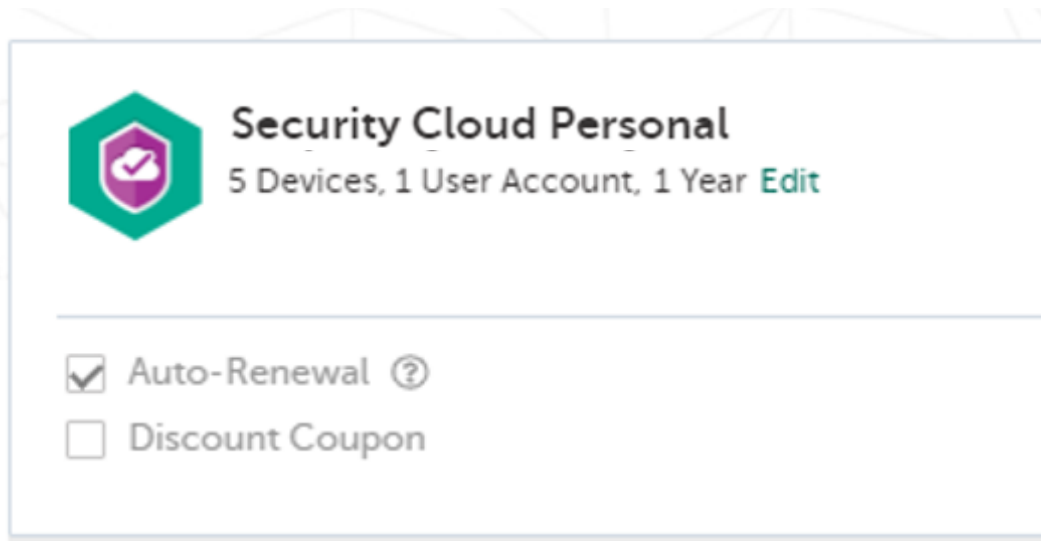 Security Cloud Personal
5 Devices, 1 User Account, 1 Year Edit
Auto-Renewal ?
Discount Coupon